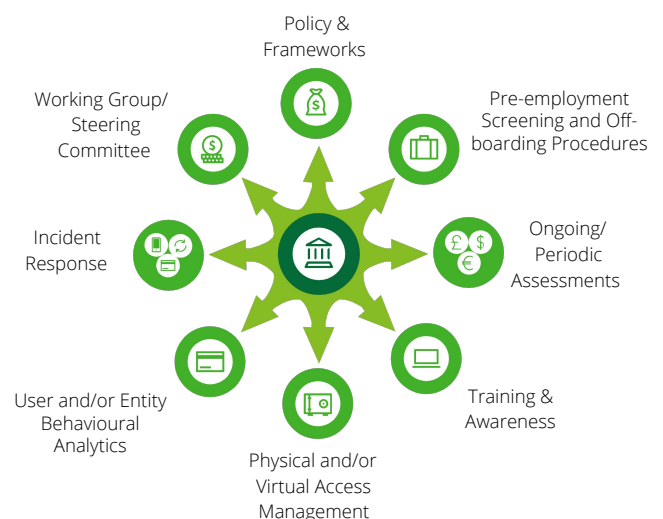 Policy &
Frameworks
Pre-employment
Screening and Off-
boarding Procedures
Ongoing/
Periodic
Assessments
Training &
Awareness
Physical and/or
Virtual Access
Management
User and/or Entity
Behavioural
Analytics
Incident
Response
Working Group/
Steering
Committee
$
$
£
$
€